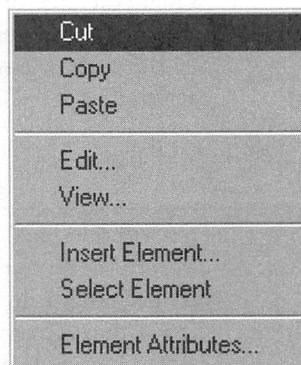 Cut
Copy
Paste
Edit...
View...
Insert Element...
Select Element
Element Attributes...